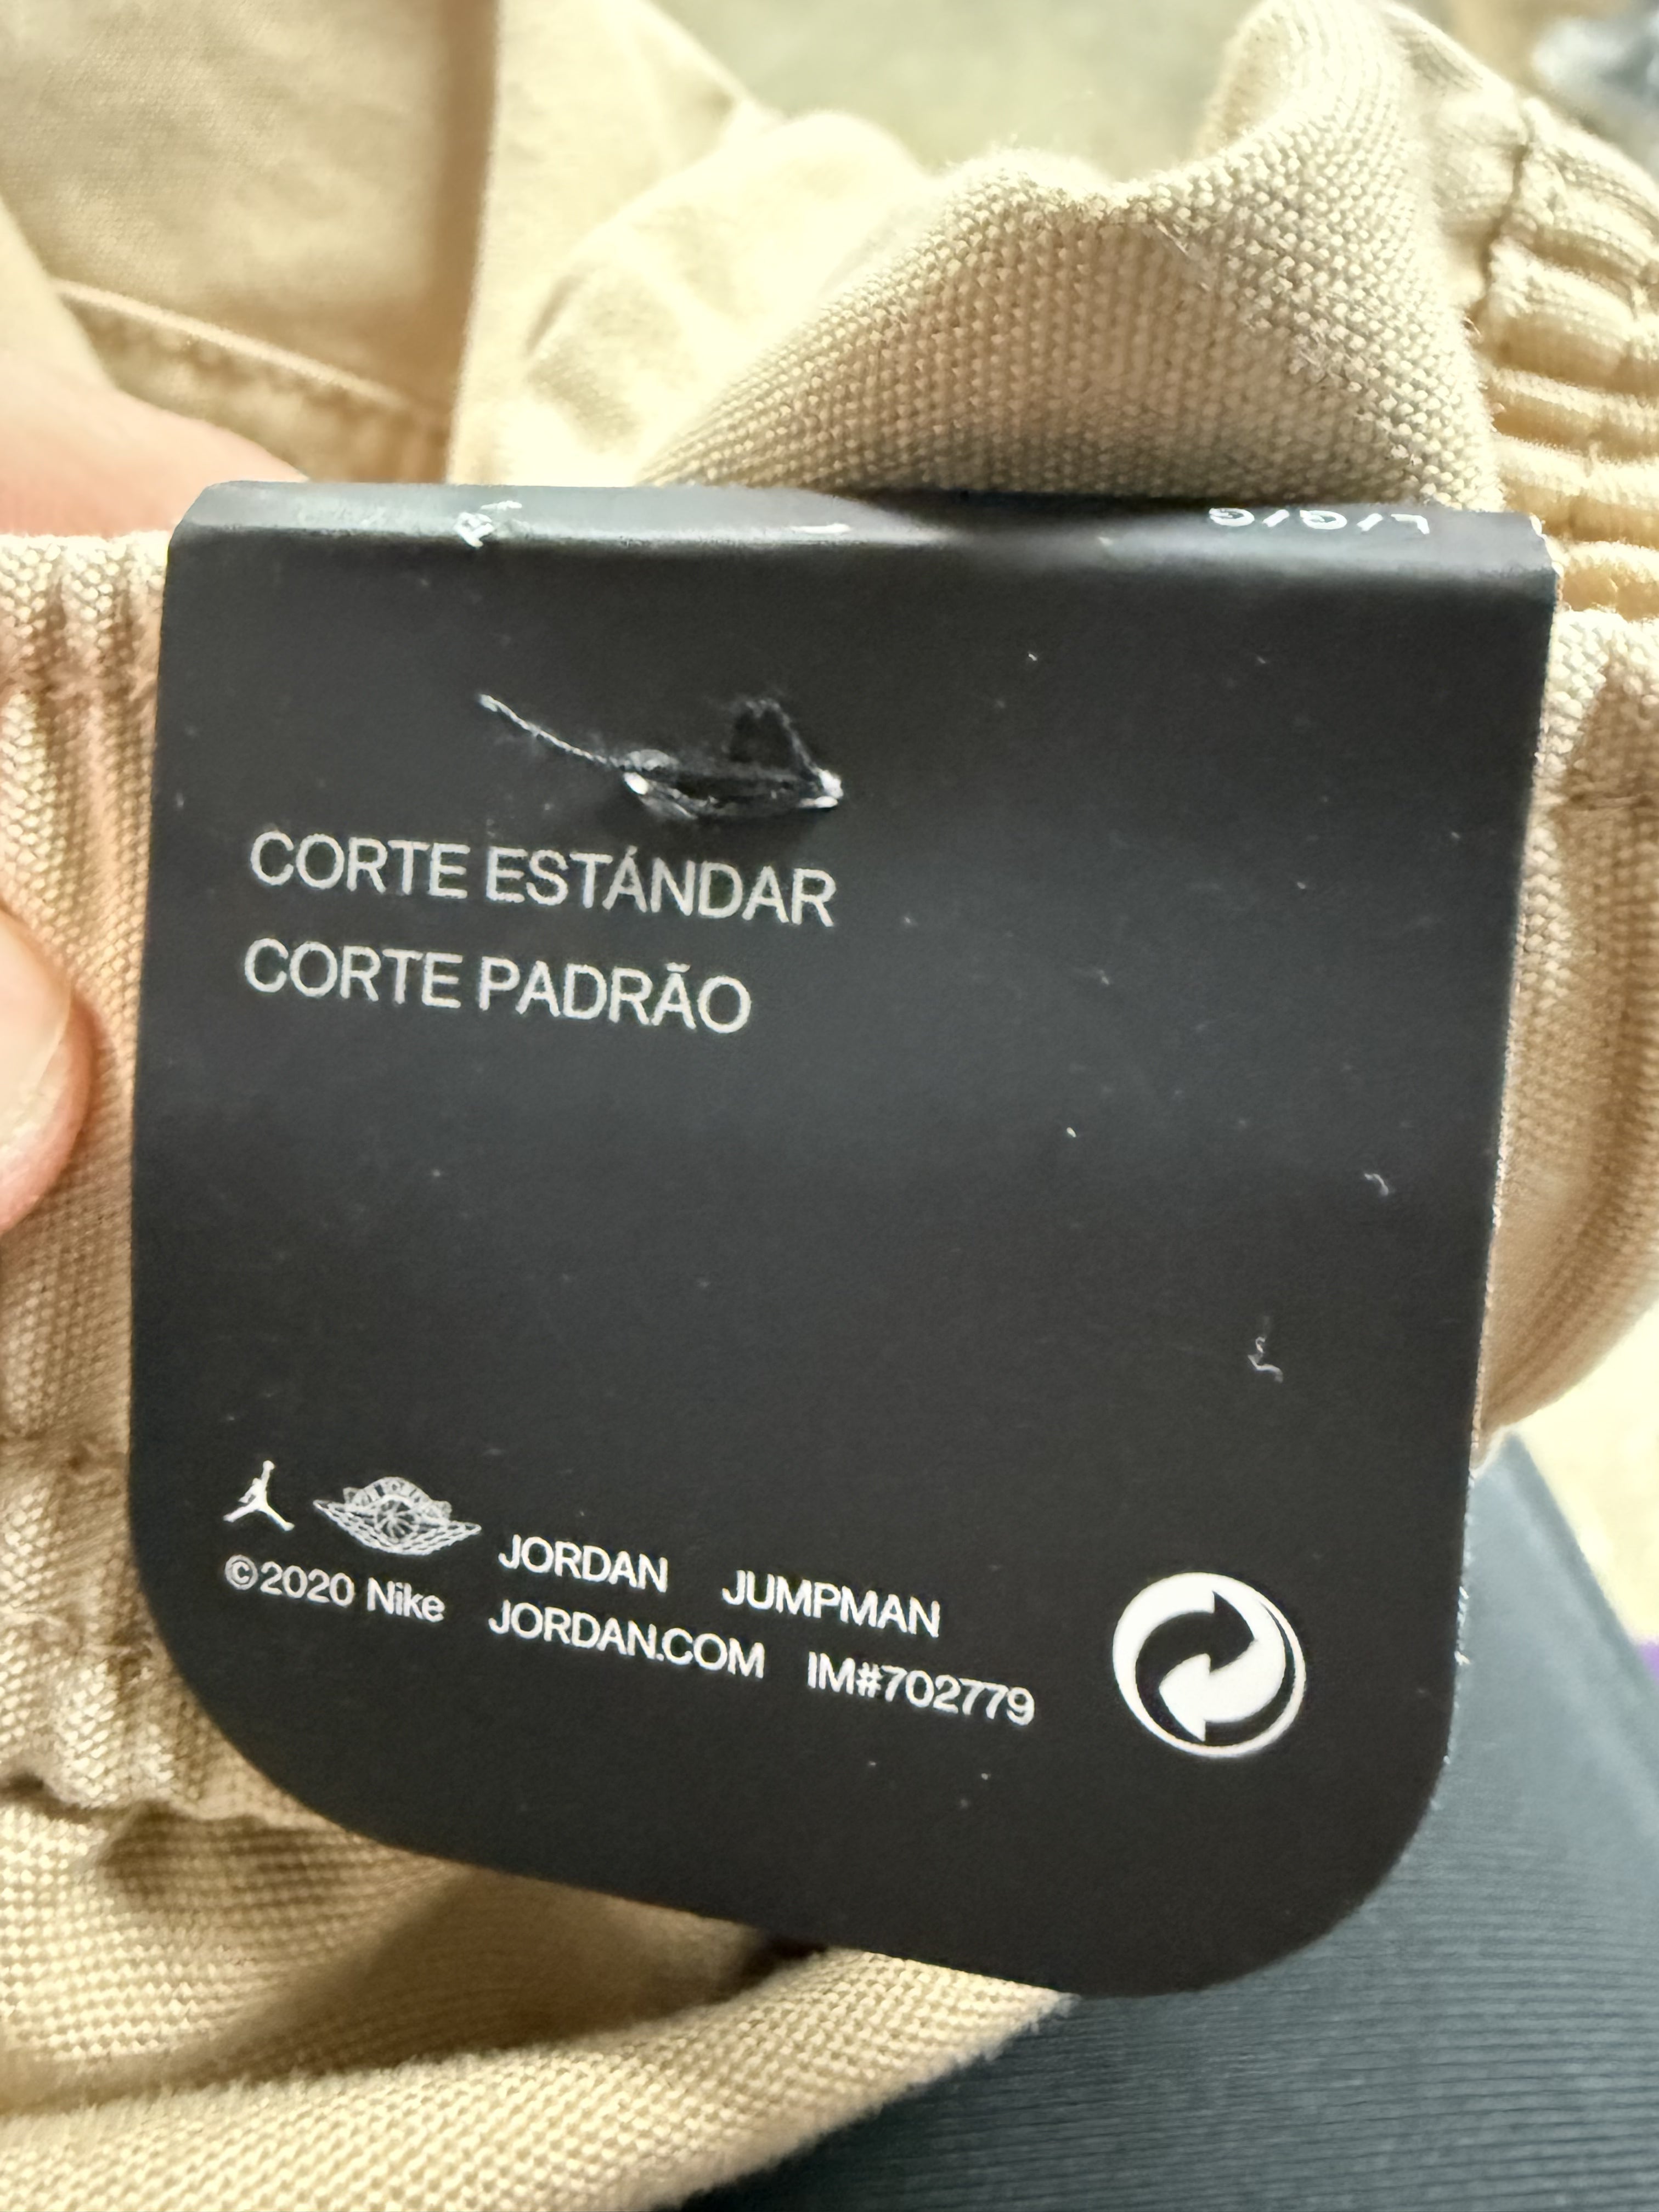 L/G/G
CORTE ESTÁNDAR
CORTE PADRÃO
JORDAN JUMPMAN
©2020 Nike JORDAN.COM IM#702779